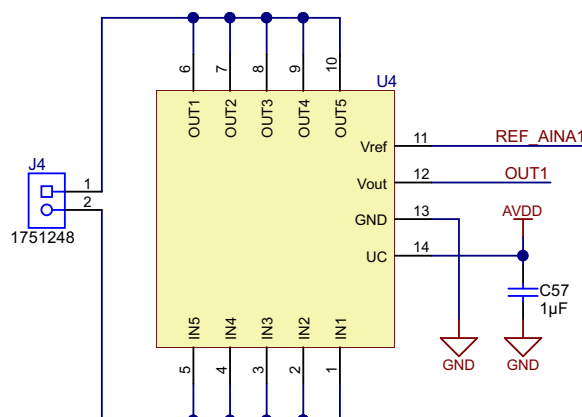 6 7 8 9 10
U4
OUT1 OUT2 OUT3 OUT4 OUT5
Vref 11 REF_AINA1
J4
1
2
1751248
Vout 12 OUT1
GND 13
AVDD
UC 14
C57
1µF
IN5 IN4 IN3 IN2 IN1
GND GND
5 4 3 2 1